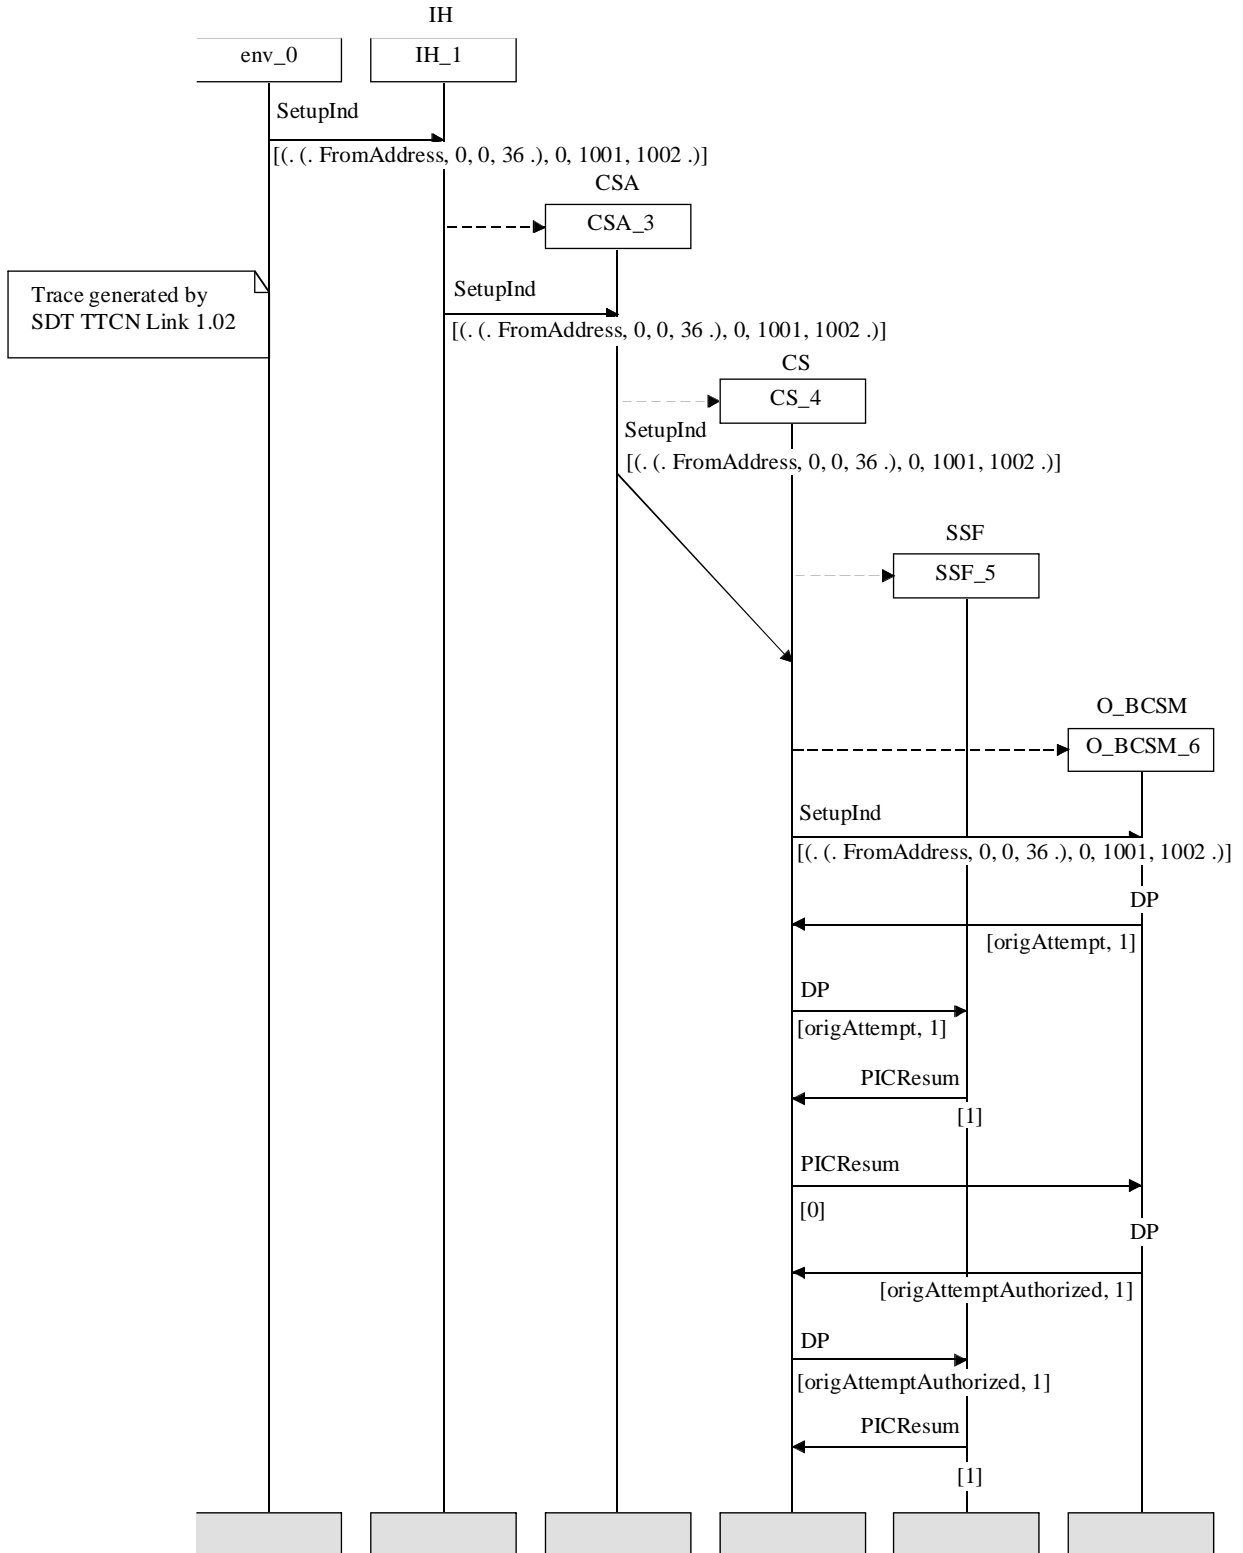 IH
env_0
IH_1
SetupInd
[(. (. FromAddress, 0, 0, 36 .), 0, 1001, 1002 .)]
CSA
CSA_3
Trace generated by
SDT TTCN Link 1.02
SetupInd
[(. (. FromAddress, 0, 0, 36 .), 0, 1001, 1002 .)]
CS
CS_4
SetupInd
[(. (. FromAddress, 0, 0, 36 .), 0, 1001, 1002 .)]
SSF
SSF_5
O_BCSM
O_BCSM_6
SetupInd
[(. (. FromAddress, 0, 0, 36 .), 0, 1001, 1002 .)]
DP
[origAttempt, 1]
DP
[origAttempt, 1]
PICResum
[1]
PICResum
[0]
DP
[origAttemptAuthorized, 1]
DP
[origAttemptAuthorized, 1]
PICResum
[1]